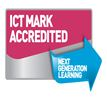 ICT MARK
ACCREDITED
NEXT
GENERATION
LEARNING